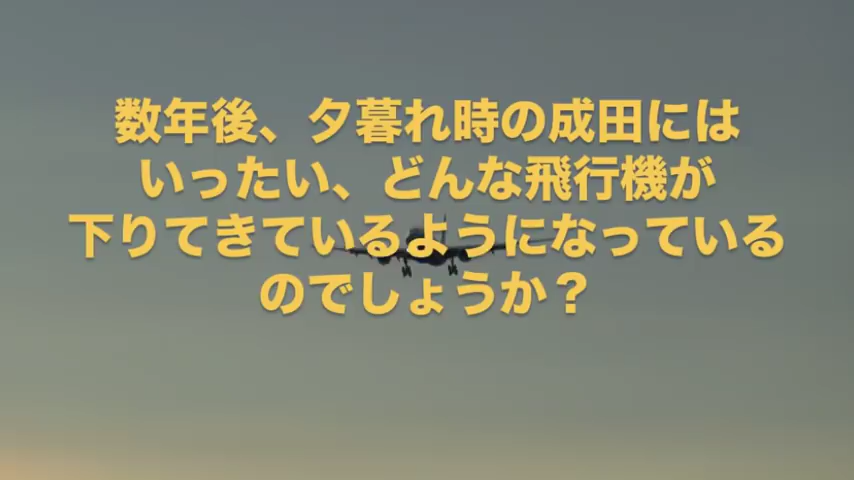 数年後、夕暮れ時の成田には
いったい、どんな飛行機が
下りてきているようになっている
のでしょうか？